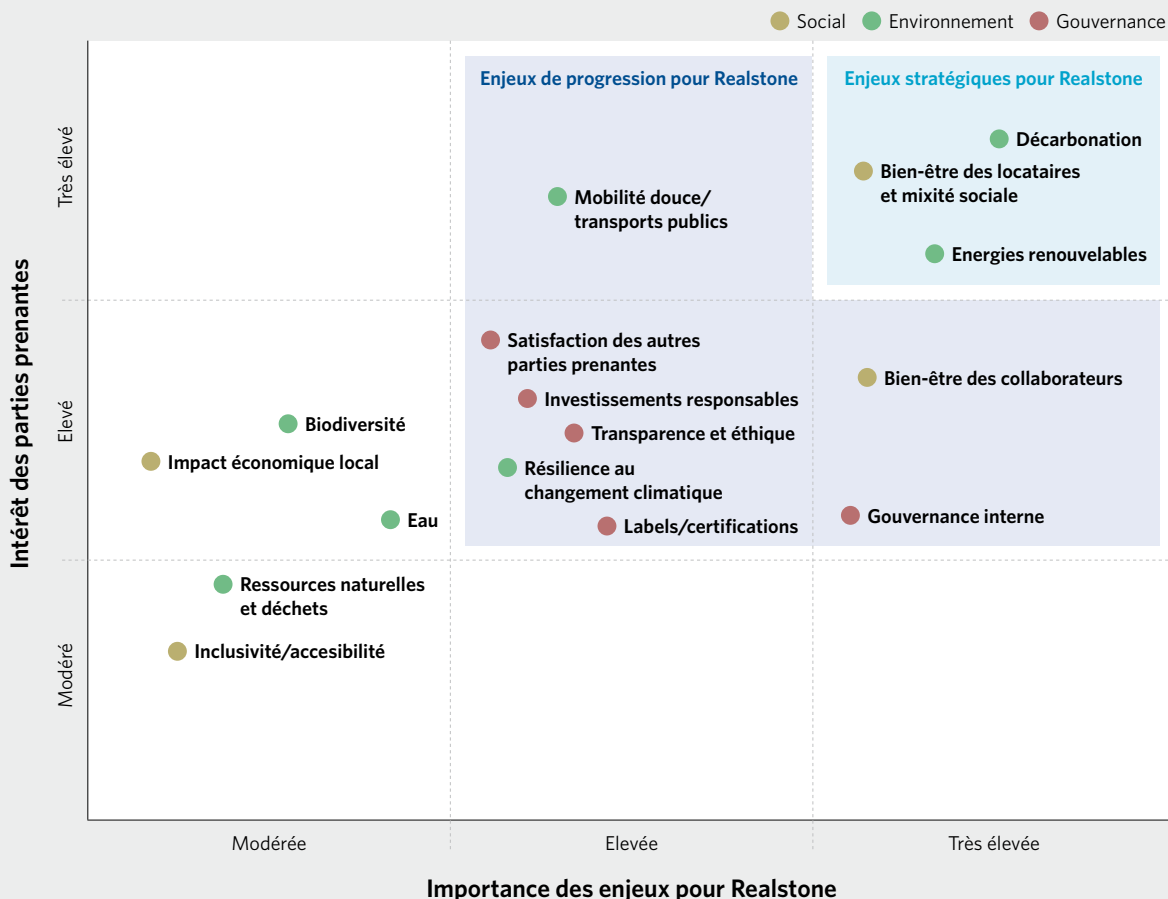 Social
Environnement
Gouvernance
Enjeux de progression pour Realstone
Enjeux stratégiques pour Realstone
Très élevé
Décarbonation
Bien-être des locataires
et mixité sociale
Mobilité douce/
transports publics
Energies renouvelables
Intérêt des parties prenantes
Elevé
Satisfaction des autres
parties prenantes
Bien-être des collaborateurs
Investissements responsables
Biodiversité
Transparence et éthique
Impact économique local
Résilience au
changement climatique
Eau
Labels/certifications
Gouvernance interne
Modéré
Ressources naturelles
et déchets
Inclusivité/accesibilité
Modérée
Elevée
Très élevée
Importance des enjeux pour Realstone